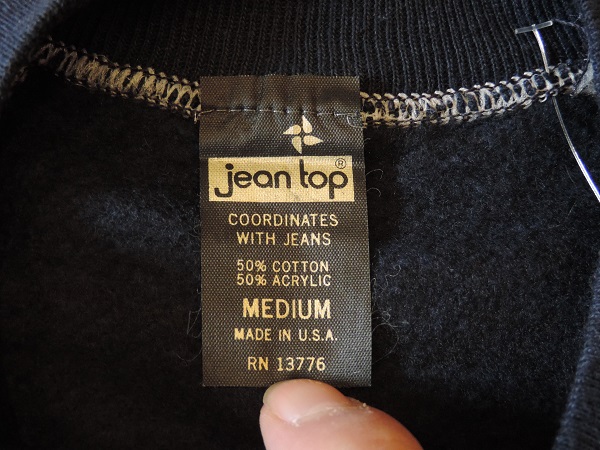 jean top®
COORDINATES
WITH JEANS
50% COTTON
50% ACRYLIC
MEDIUM
MADE IN U.S.A.
RN 13776